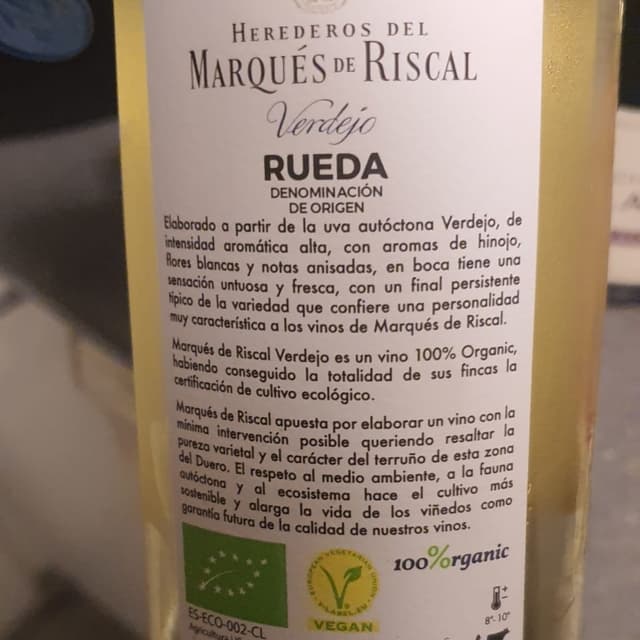 HEREDEROS DEL
MARQUÉS DE RISCAL
Verdejo
RUEDA
DENOMINACIÓN
DE ORIGEN
Elaborado a partir de la uva autóctona Verdejo, de
intensidad aromática alta, con aromas de hinojo,
flores blancas y notas anisadas, en boca tiene una
sensación untuosa y fresca, con un final persistente
típico de la variedad que confiere una personalidad
muy característica a los vinos de Marqués de Riscal.
Marqués de Riscal Verdejo es un vino 100% Organic,
habiendo conseguido la totalidad de sus fincas la
certificación de cultivo ecológico.
Marqués de Riscal apuesta por elaborar un vino con la
mínima intervención posible queriendo resaltar la
pureza varietal y el carácter del terruño de esta zona
del Duero. El respeto al medio ambiente, a la fauna
autóctona y al ecosistema hace el cultivo más
sostenible y alarga la vida de los viñedos como
garantía futura de la calidad de nuestros vinos.
EUROPEAN VEGETARIAN UNION
V-LABEL.EU
VEGAN
100%rganic
ES-ECO-002-CL
8°-10°